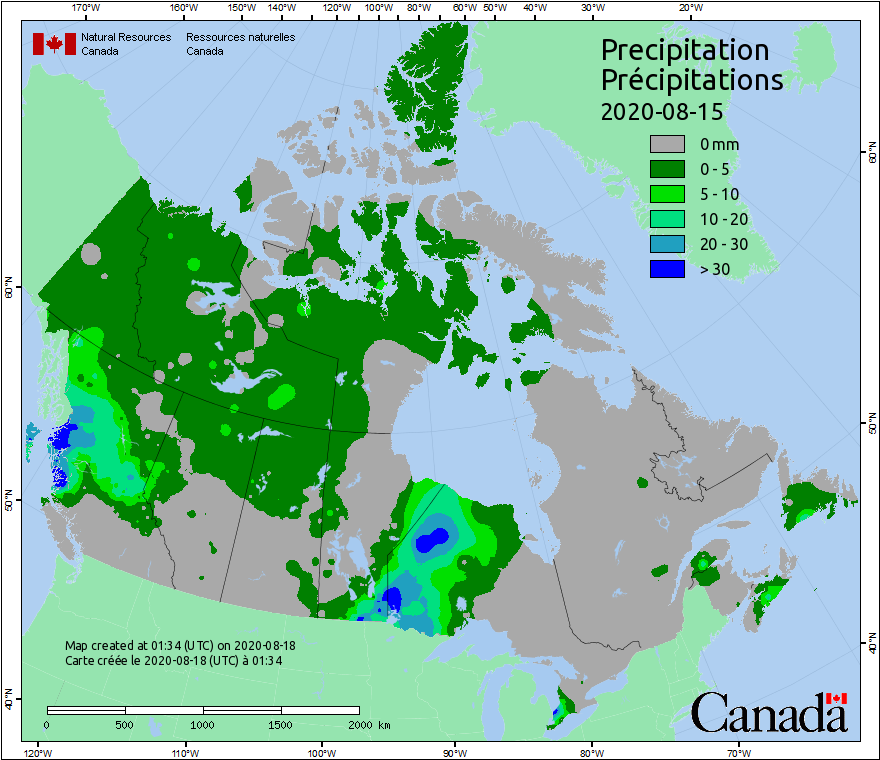 170°W 160°W 150°W 140°W 130°W 120°W 110°W 100°W 90°W 80°W 60°W 50°W 40°W 30°W 20°W
Natural Resources Canada
Ressources naturelles Canada
Precipitation
Précipitations
2020-08-15
0 mm
0 - 5
5 - 10
10 - 20
20 - 30
> 30
60°N
50°N
40°N
60°N
50°N
40°N
Map created at 01:34 (UTC) on 2020-08-18
Carte créée le 2020-08-18 (UTC) à 01:34
0 500 1000 1500 2000 km
Canada
120°W 110°W 100°W 90°W 80°W 70°W